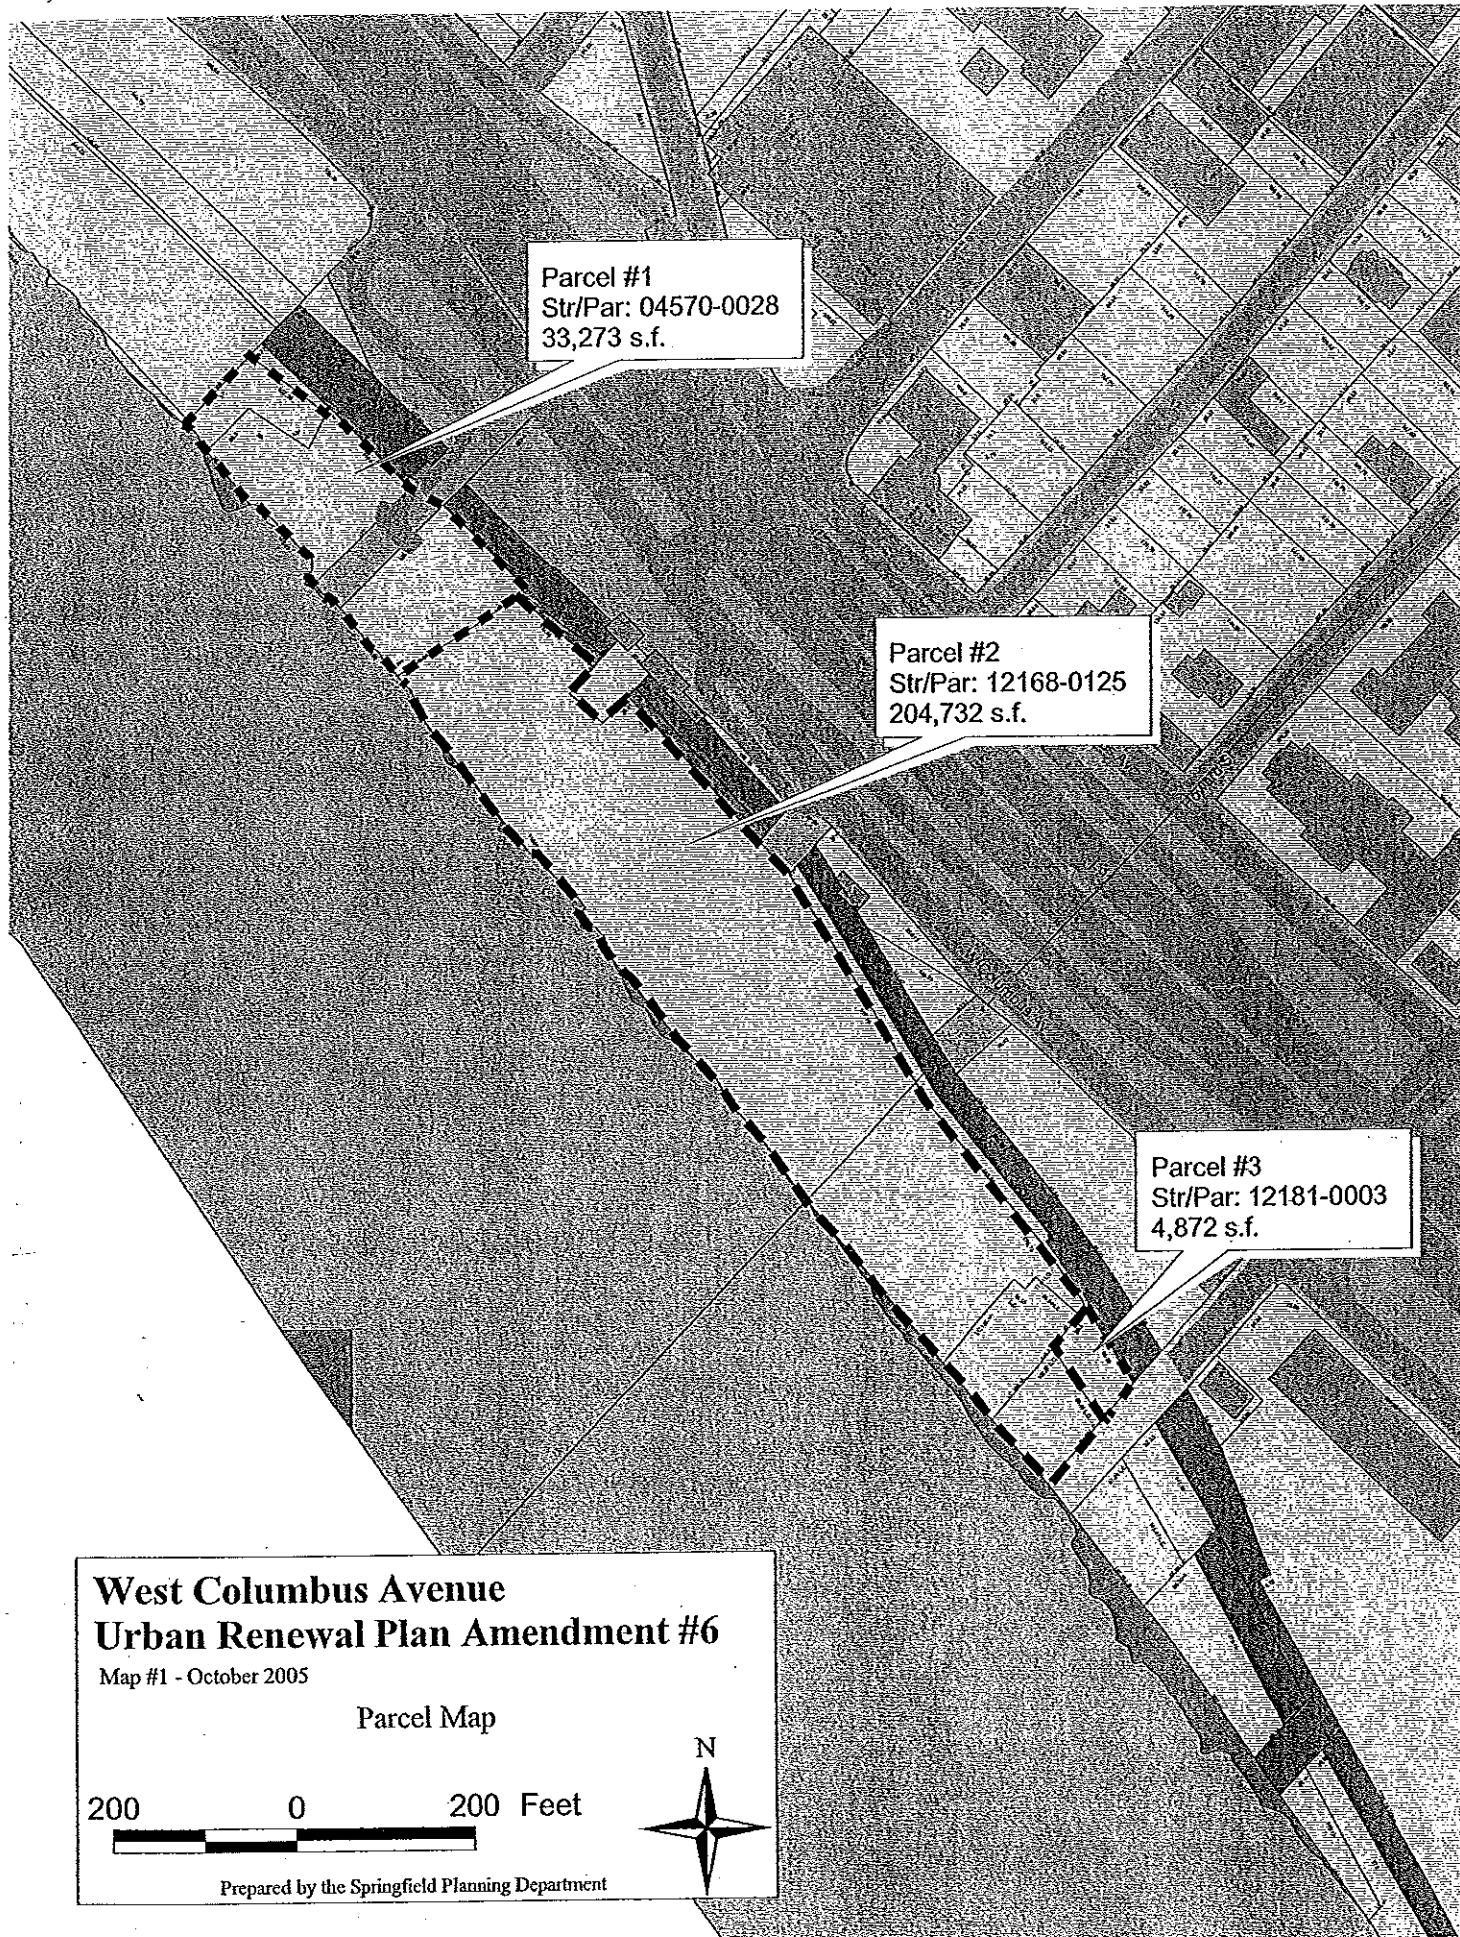 Parcel #1
Str/Par: 04570-0028
33,273 s.f.
Parcel #2
Str/Par: 12168-0125
204,732 s.f.
Parcel #3
Str/Par: 12181-0003
4,872 s.f.
West Columbus Avenue
Urban Renewal Plan Amendment #6
Map #1 - October 2005
Parcel Map
N
200 0 200 Feet
Prepared by the Springfield Planning Department